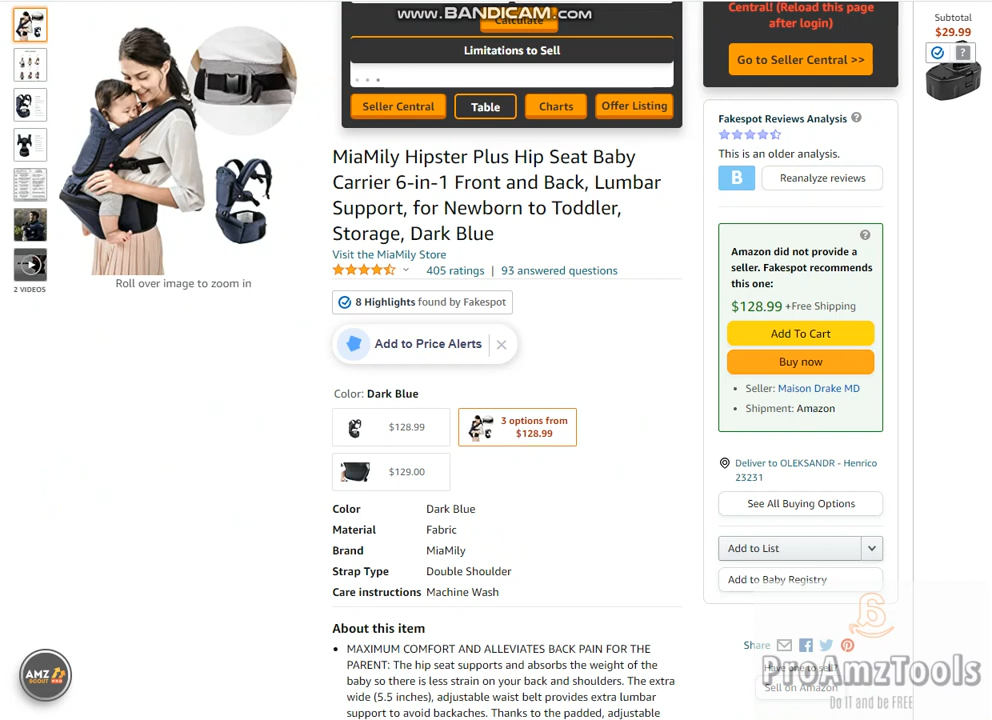 www.BANDICAM.com
Calculate
Limitations to Sell
Seller Central
Table
Charts
Offer Listing
MiaMily Hipster Plus Hip Seat Baby
Carrier 6-in-1 Front and Back, Lumbar
Support, for Newborn to Toddler,
Storage, Dark Blue
Visit the MiaMily Store
405 ratings | 93 answered questions
8 Highlights found by Fakespot
Add to Price Alerts
Color: Dark Blue
$128.99
3 options from
$128.99
$129.00
Color Dark Blue
Material Fabric
Brand MiaMily
Strap Type Double Shoulder
Care instructions Machine Wash
About this item
• MAXIMUM COMFORT AND ALLEVIATES BACK PAIN FOR THE
PARENT: The hip seat supports and absorbs the weight of the
baby so there is less strain on your back and shoulders. The extra
wide (5.5 inches), adjustable waist belt provides extra lumbar
support to avoid backaches. Thanks to the padded, adjustable
2 VIDEOS
Roll over image to zoom in
AMZ
SCOUT PRO
Central! (Reload this page
after login)
Go to Seller Central >>
Fakespot Reviews Analysis ?
This is an older analysis.
B
Reanalyze reviews
?
Amazon did not provide a
seller. Fakespot recommends
this one:
$128.99 +Free Shipping
Add To Cart
Buy now
• Seller: Maison Drake MD
• Shipment: Amazon
Deliver to OLEKSANDR - Henrico
23231
See All Buying Options
Add to List
Add to Baby Registry
Share
Have one to sell?
Sell on Amazon
ProAmzTools
Do IT and be FREE
Subtotal
$29.99
?